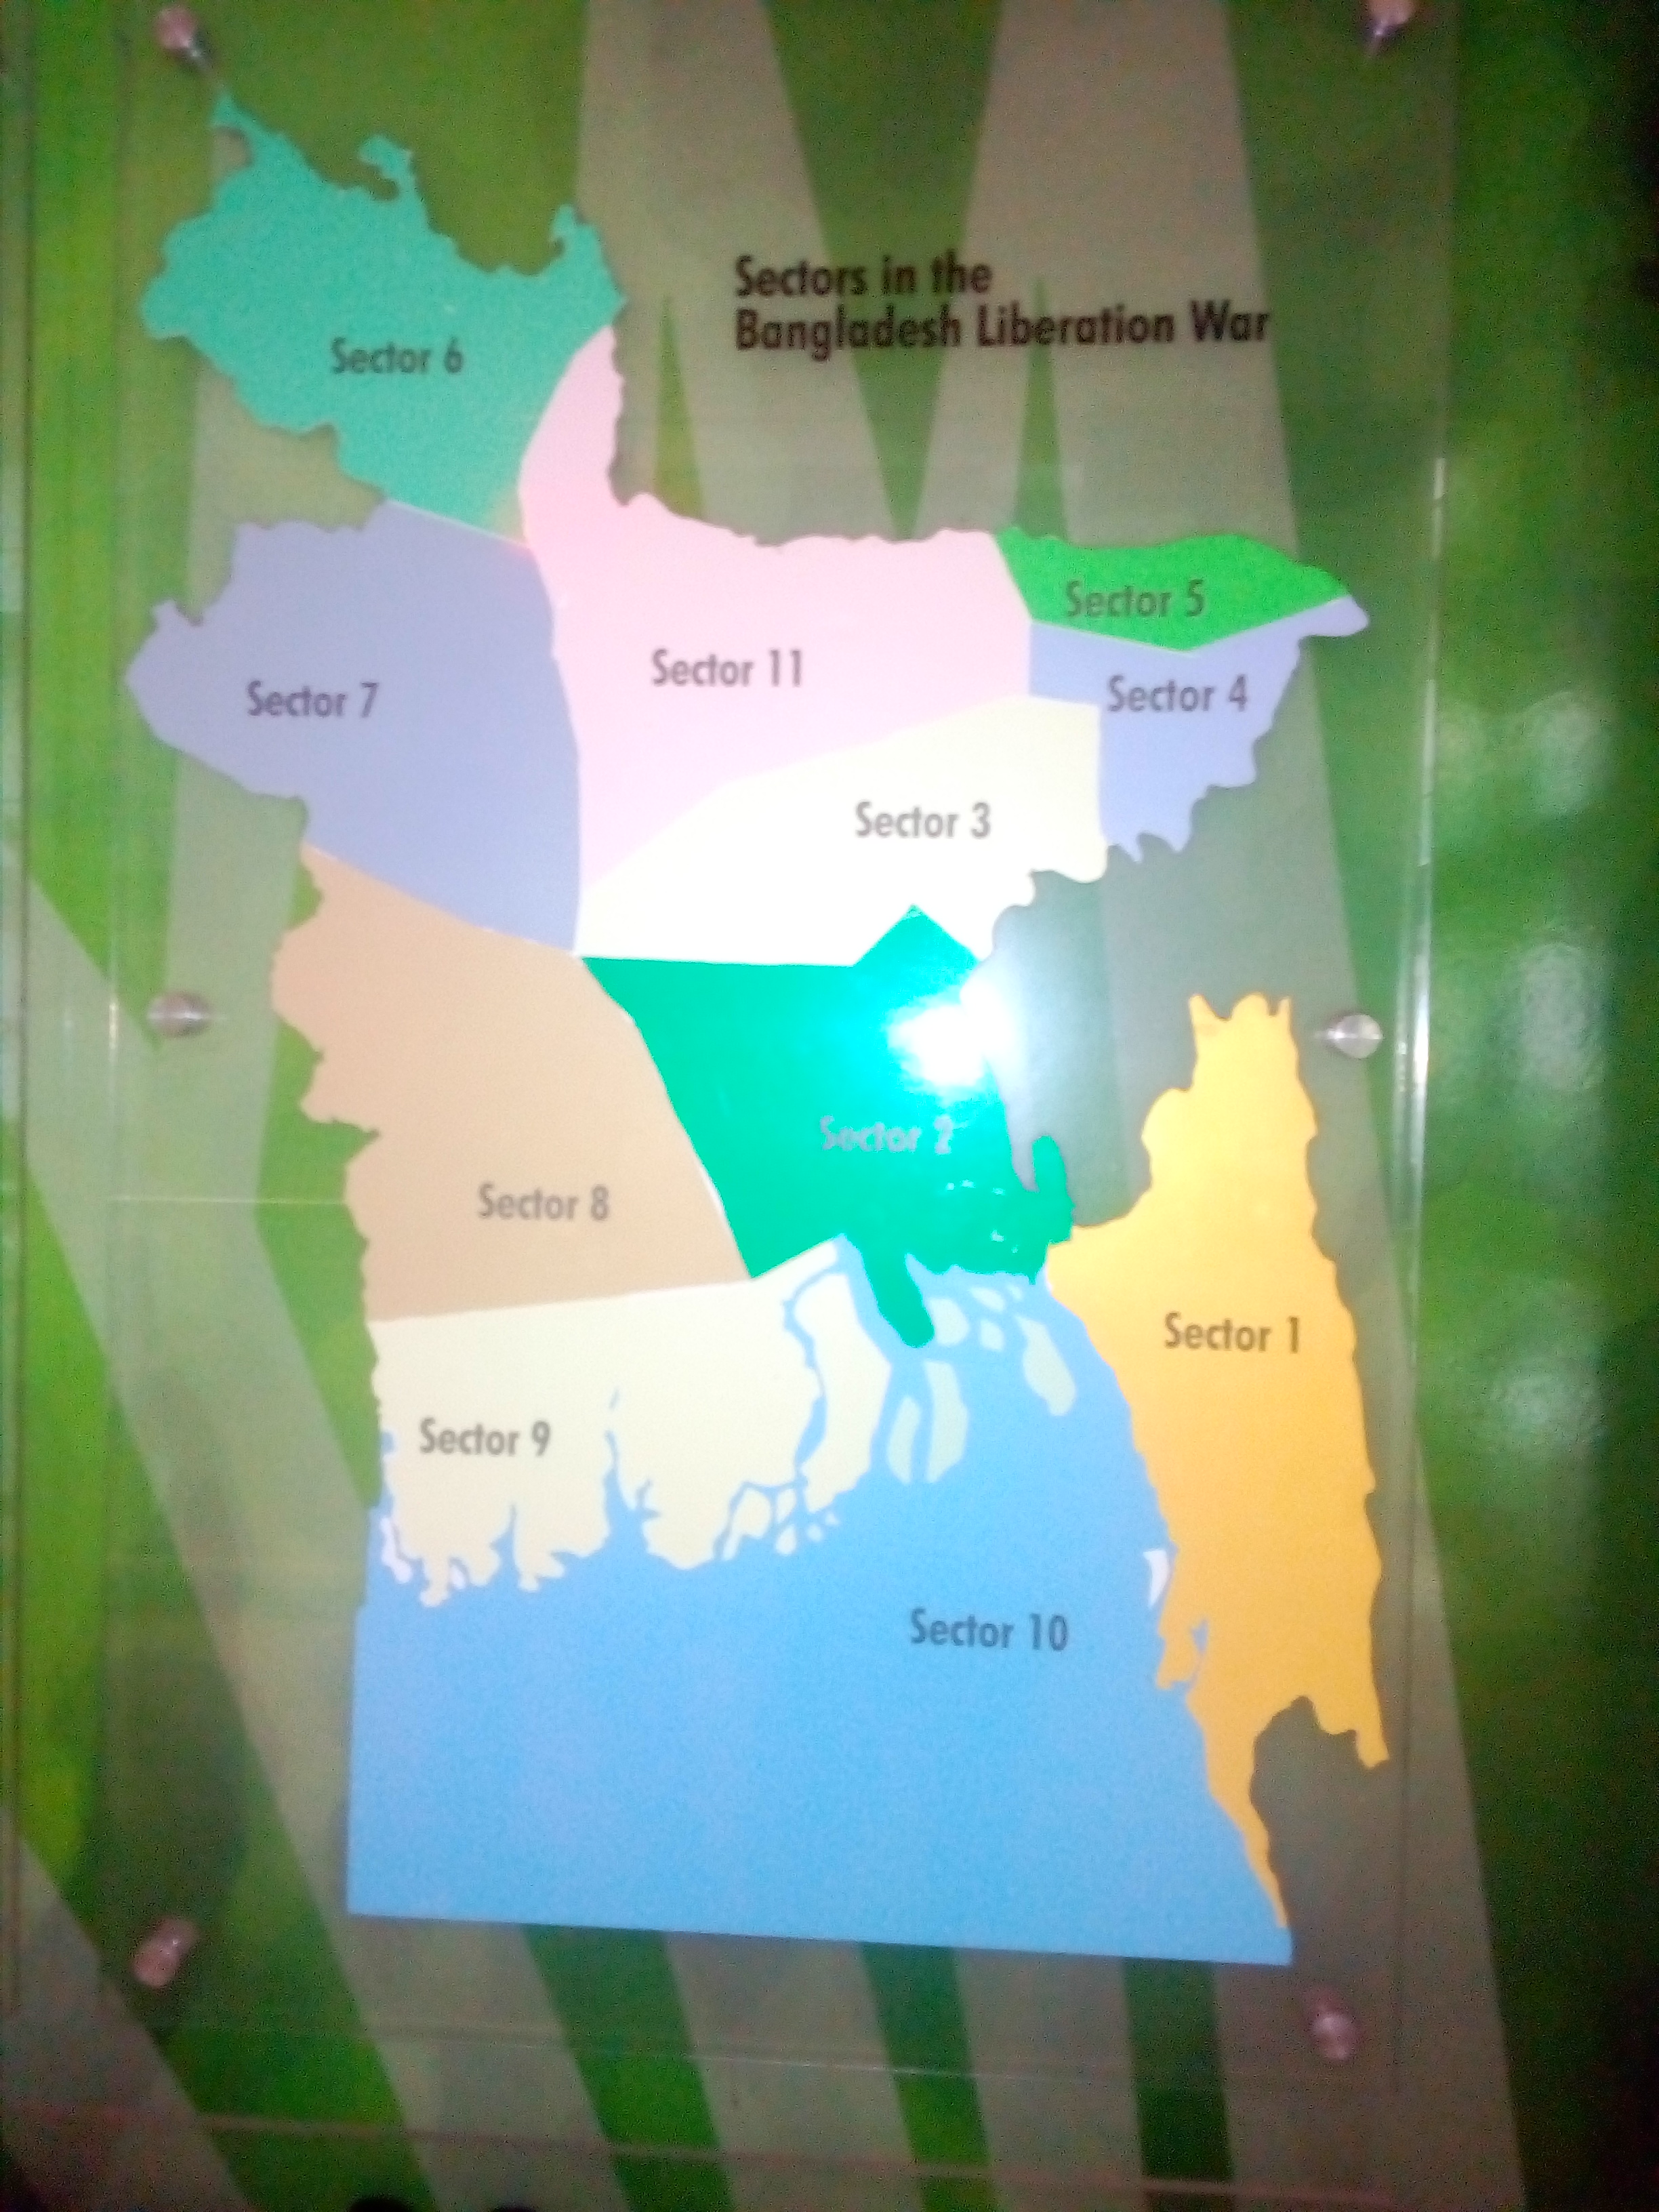 Sectors in the
Bangladesh Liberation War
Sector 6
Sector 5
Sector 11
Sector 7
Sector 4
Sector 3
Sector 2
Sector 8
Sector 1
Sector 9
Sector 10